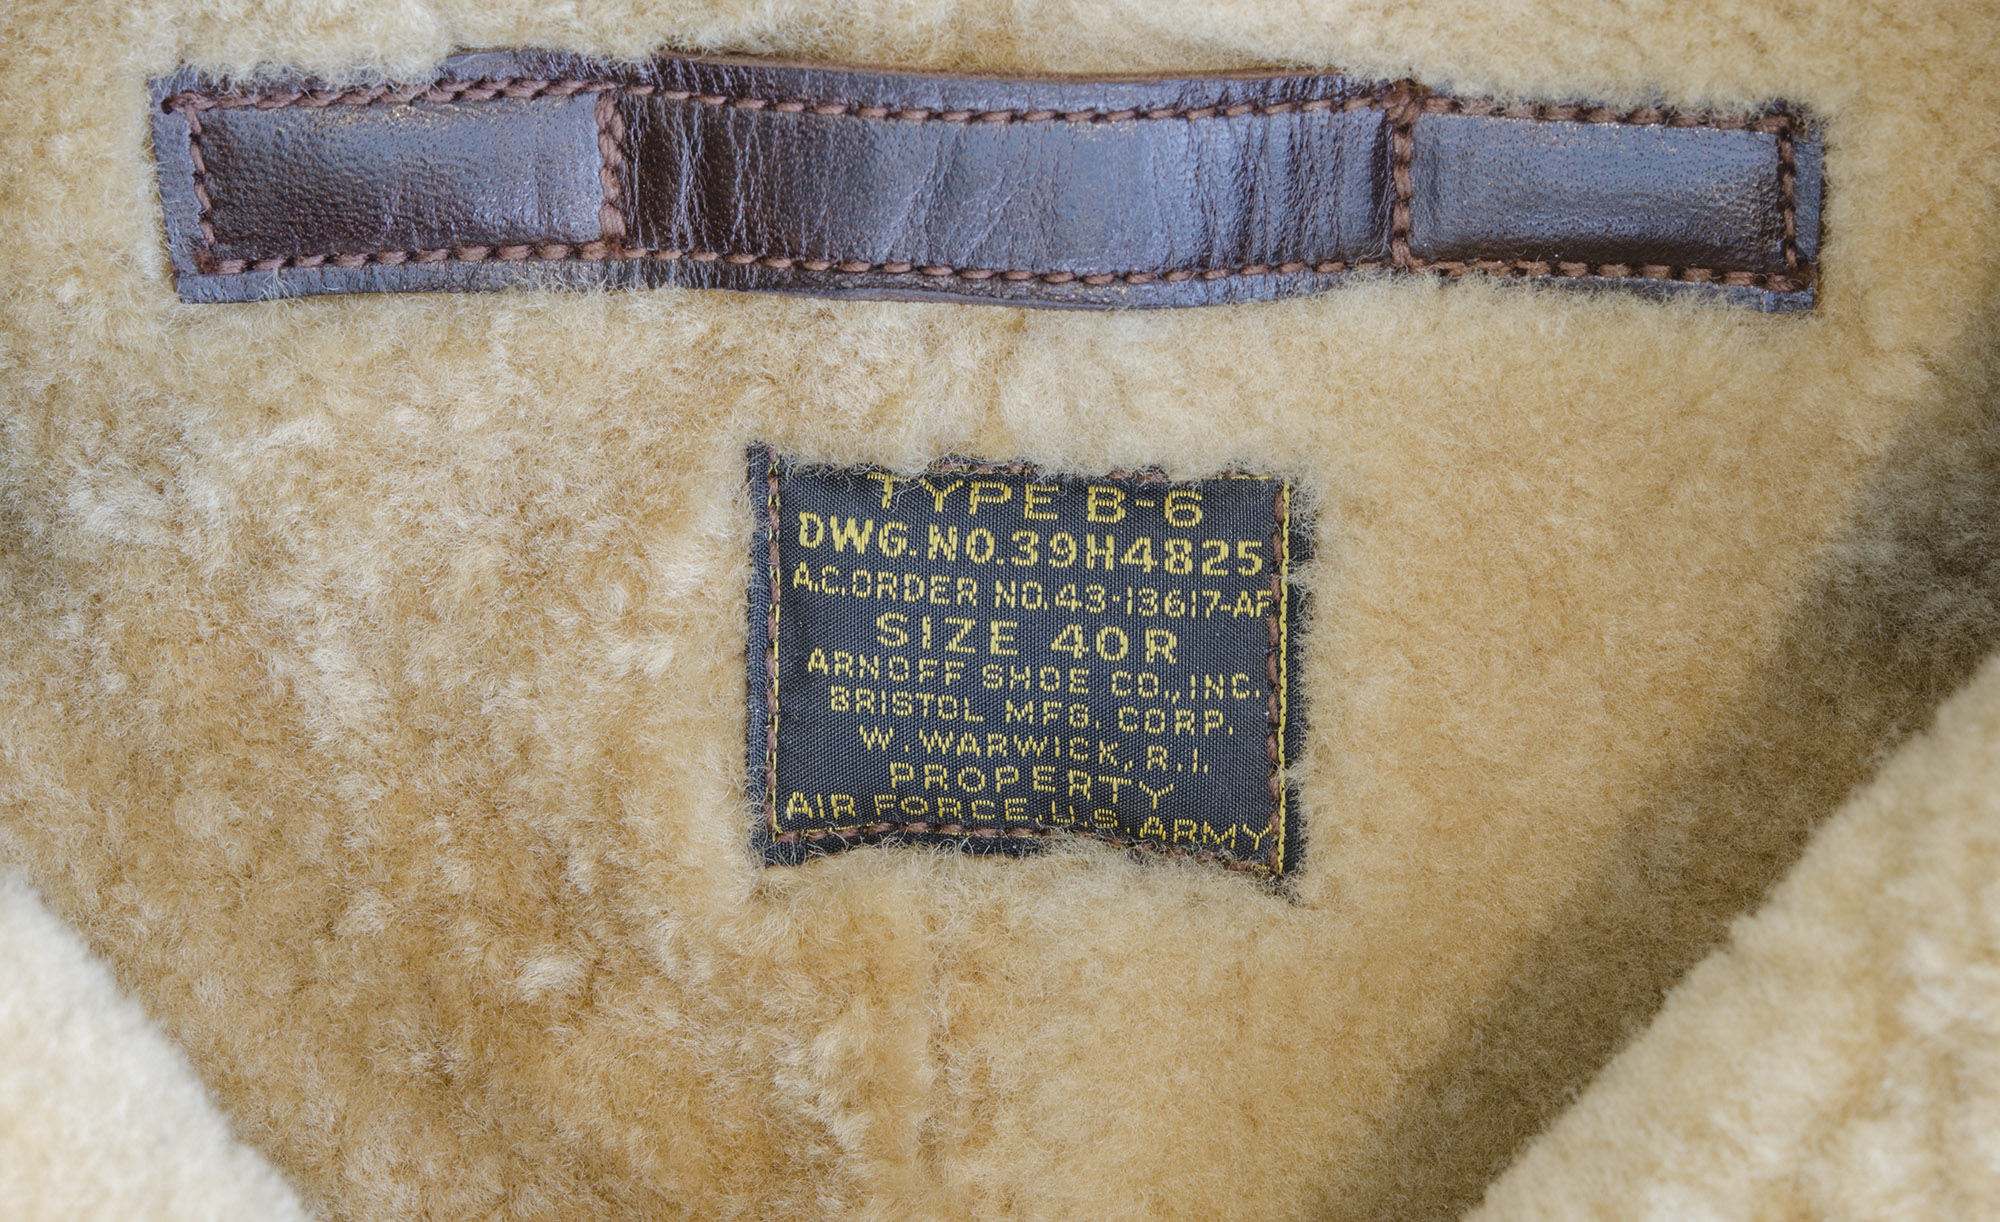 TYPE B-6
DWG. NO. 39H4825
A.C. ORDER NO. 43-13617-AF
SIZE 40R
ARNOFF SHOE CO., INC.
BRISTOL MFG. CORP.
W. WARWICK, R.I.
PROPERTY
AIR FORCE, U.S. ARMY